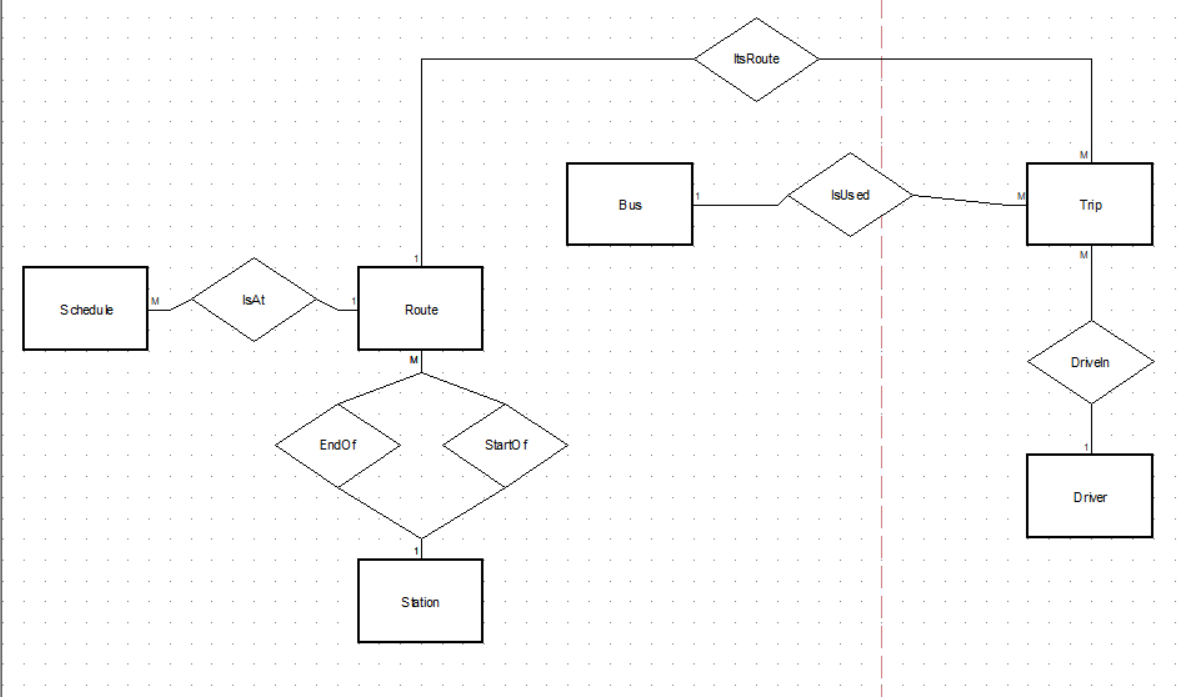 ItsRoute
M
Bus
1
IsUsed
M
Trip
1
M
Schedule
M
IsAt
1
Route
M
DriveIn
EndOf
StartOf
1
Driver
1
Station